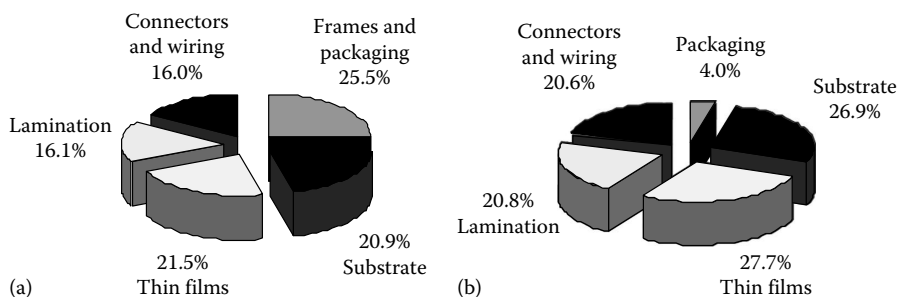 Connectors
and wiring
16.0%
Frames and
packaging
25.5%
Lamination
16.1%
21.5%
Thin films
20.9%
Substrate
(a)
Connectors
and wiring
20.6%
Packaging
4.0%
Substrate
26.9%
20.8%
Lamination
27.7%
Thin films
(b)